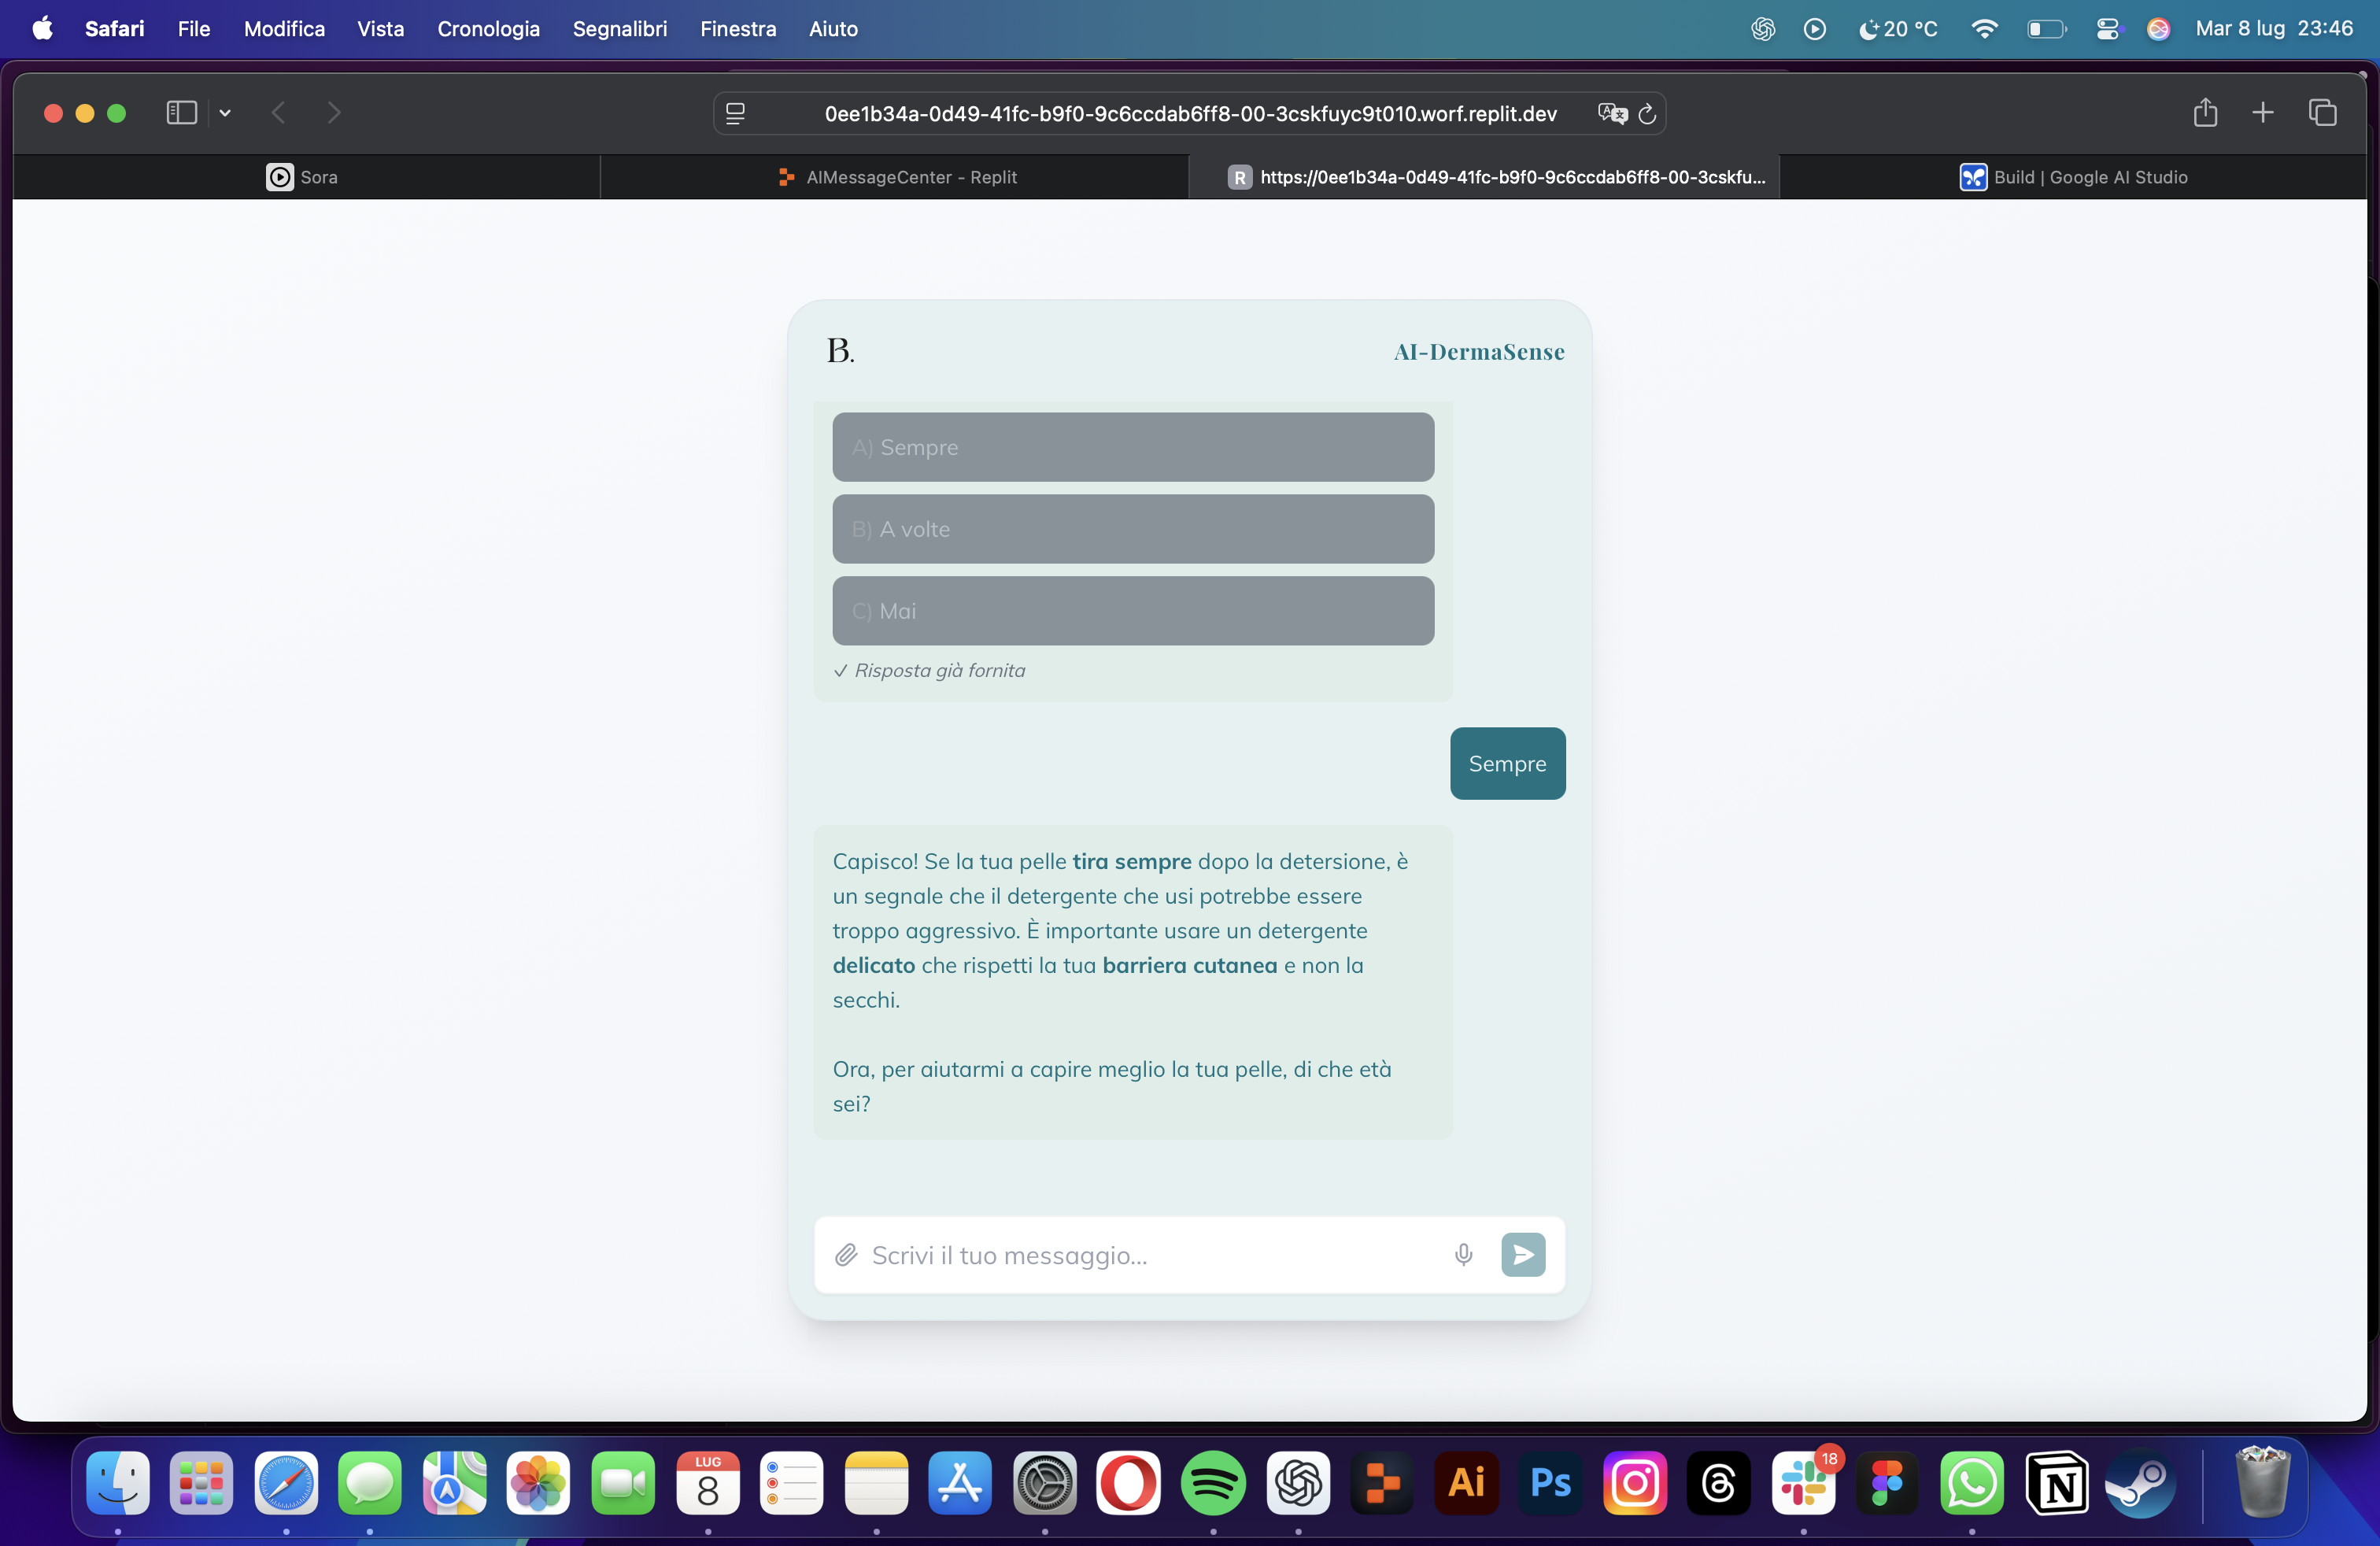 Safari File Modifica Vista Cronologia Segnalibri Finestra Aiuto 20 °C Mar 8 lug 23:46
0ee1b34a-0d49-41fc-b9f0-9c6ccdab6ff8-00-3cskfuyc9t010.worf.replit.dev
Sora AIMessageCenter - Replit R https://0ee1b34a-0d49-41fc-b9f0-9c6ccdab6ff8-00-3cskfu... Build | Google AI Studio
B. AI-DermaSense
A) Sempre
B) A volte
C) Mai
✓ Risposta già fornita
Sempre
Capisco! Se la tua pelle tira sempre dopo la detersione, è
un segnale che il detergente che usi potrebbe essere
troppo aggressivo. È importante usare un detergente
delicato che rispetti la tua barriera cutanea e non la
secchi.
Ora, per aiutarmi a capire meglio la tua pelle, di che età
sei?
Scrivi il tuo messaggio...
LUG
8
Ai Ps 18 N